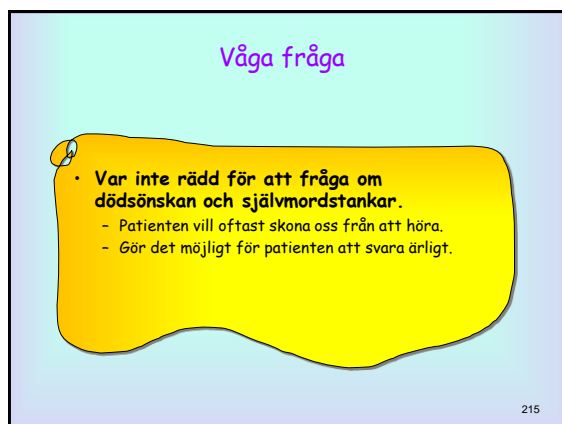 Våga fråga
• Var inte rädd för att fråga om
dödsönskan och självmordstankar.
– Patienten vill oftast skona oss från att höra.
– Gör det möjligt för patienten att svara ärligt.
215